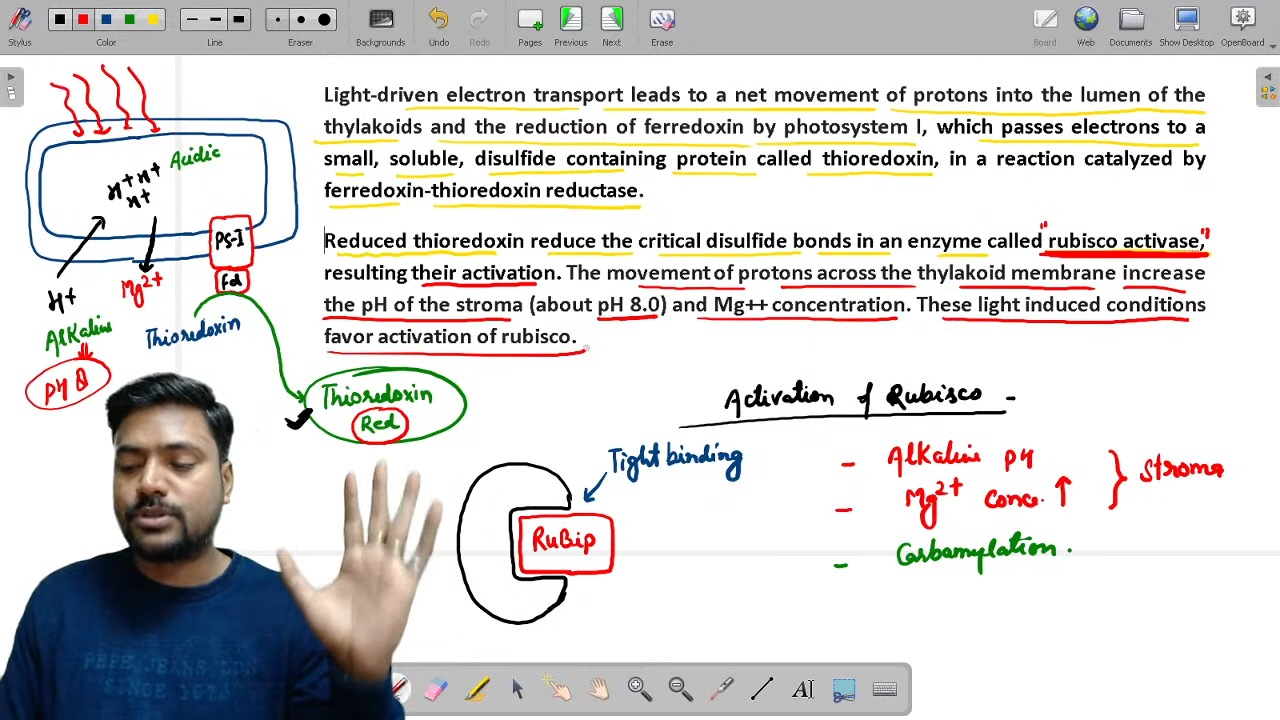 Stylus
Color
Line
Eraser
Backgrounds
Undo
Redo
Pages
Previous
Next
Erase
Board
Web
Documents
Show Desktop
OpenBoard
Light-driven electron transport leads to a net movement of protons into the lumen of the
thylakoids and the reduction of ferredoxin by photosystem I, which passes electrons to a
small, soluble, disulfide containing protein called thioredoxin, in a reaction catalyzed by
ferredoxin-thioredoxin reductase.
Reduced thioredoxin reduce the critical disulfide bonds in an enzyme called "rubisco activase,"
resulting their activation. The movement of protons across the thylakoid membrane increase
the pH of the stroma (about pH 8.0) and Mg++ concentration. These light induced conditions
favor activation of rubisco.
Acidic
H+ H+
H+
PS-I
Fd
Mg2+
H+
Alkaline
pH 8
Thioredoxin
Thioredoxin
Red
Activation of Rubisco -
- Alkaline pH
- Mg2+ conc. ↑
} Stroma
- Carbamylation.
Tight binding
RuBip
PEPE JEANS LDN
SINCE 1973